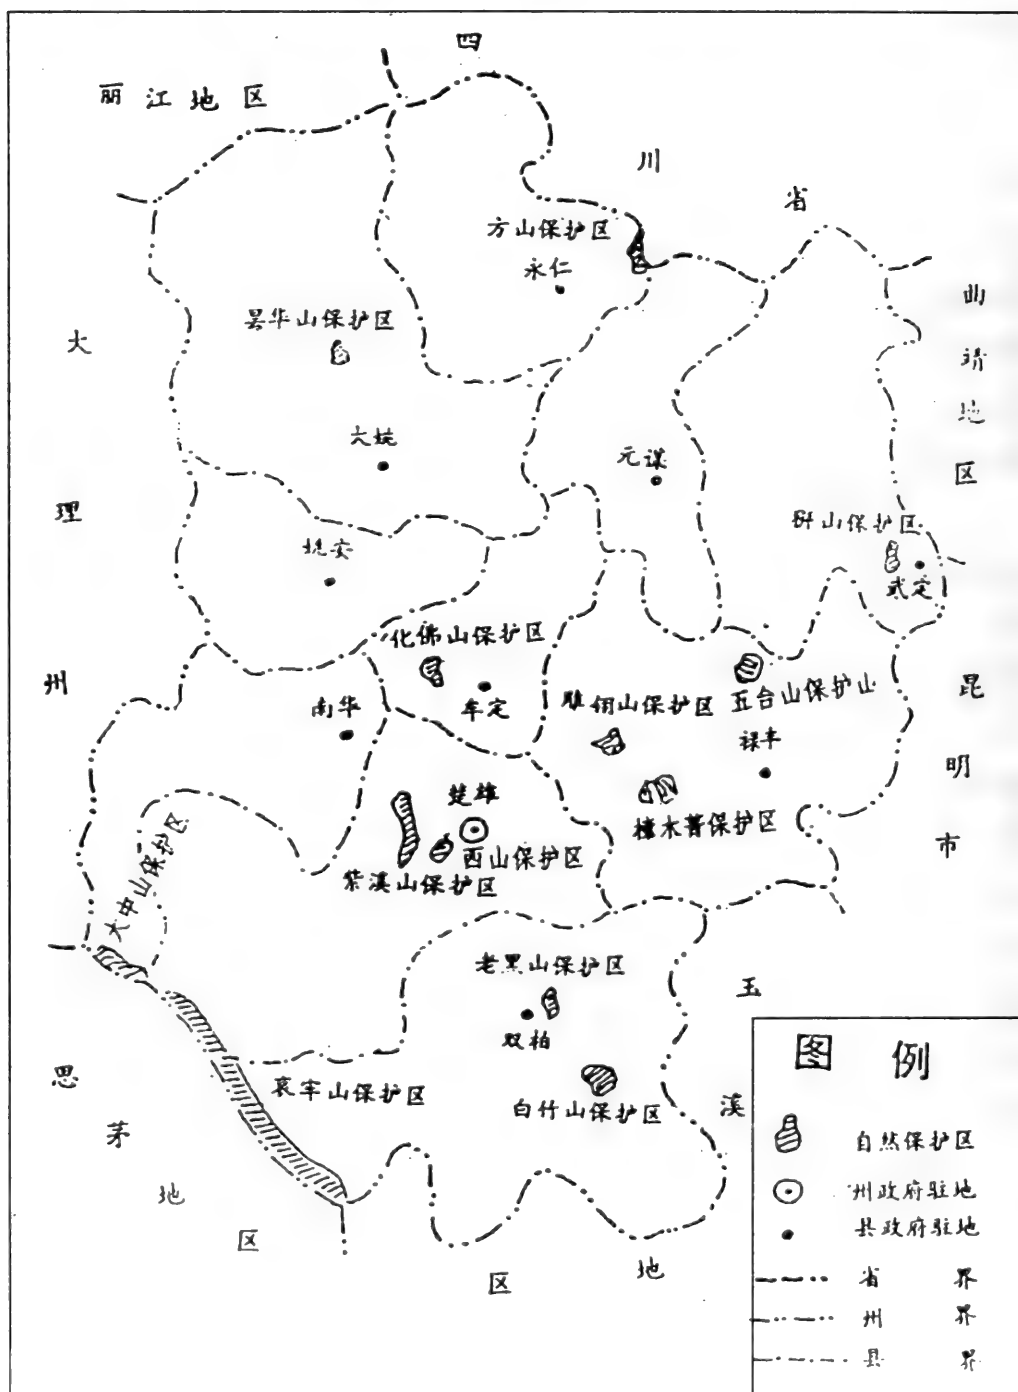 四
丽江地区
川
省
方山保护区
永仁
曲
靖
地
区
昙华山保护区
大
理
州
大姚
元谋
狮山保护区
武定
姚安
化佛山保护区
牟定
南华
雕翎山保护区
五台山保护山
禄丰
昆
明
市
楚雄
西山保护区
紫溪山保护区
樟木菁保护区
大中山保护区
老黑山保护区
双柏
哀牢山保护区
白竹山保护区
玉
溪
地
区
思
茅
地
区
图 例
自然保护区
州政府驻地
县政府驻地
省 界
州 界
县 界